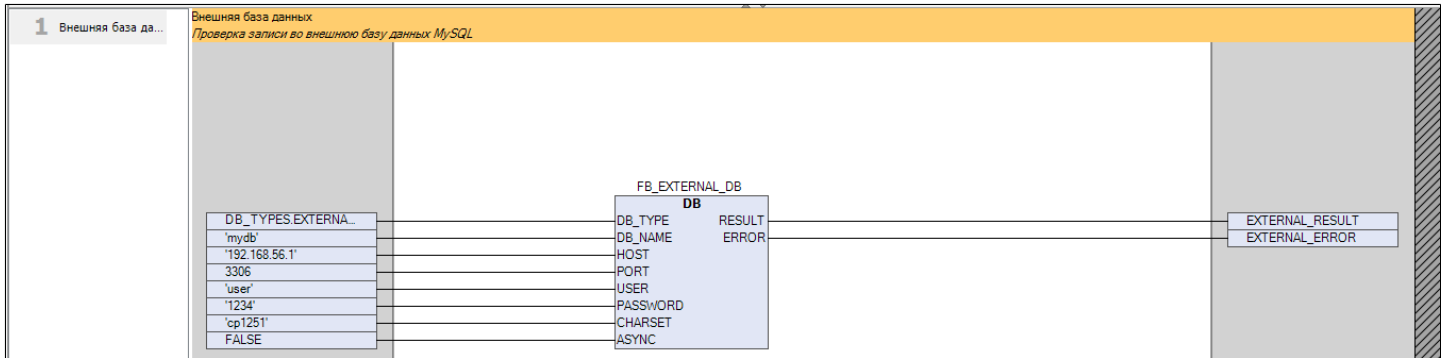 1 Внешняя база да...
Внешняя база данных
Проверка записи во внешнюю базу данных MySQL
FB_EXTERNAL_DB
DB
DB_TYPES.EXTERNA... DB_TYPE RESULT EXTERNAL_RESULT
'mydb' DB_NAME ERROR EXTERNAL_ERROR
'192.168.56.1' HOST
3306 PORT
'user' USER
'1234' PASSWORD
'cp1251' CHARSET
FALSE ASYNC